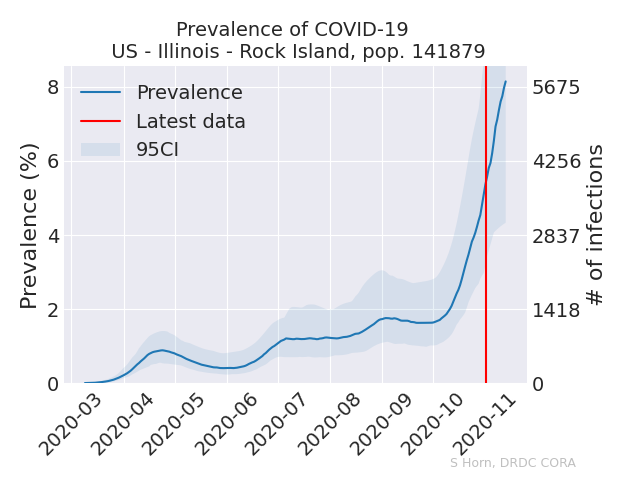 Prevalence of COVID-19
US - Illinois - Rock Island, pop. 141879
Prevalence
Latest data
95CI
Prevalence (%)
8
6
4
2
0
5675
4256
2837
1418
0
# of infections
2020-03
2020-04
2020-05
2020-06
2020-07
2020-08
2020-09
2020-10
2020-11
S Horn, DRDC CORA